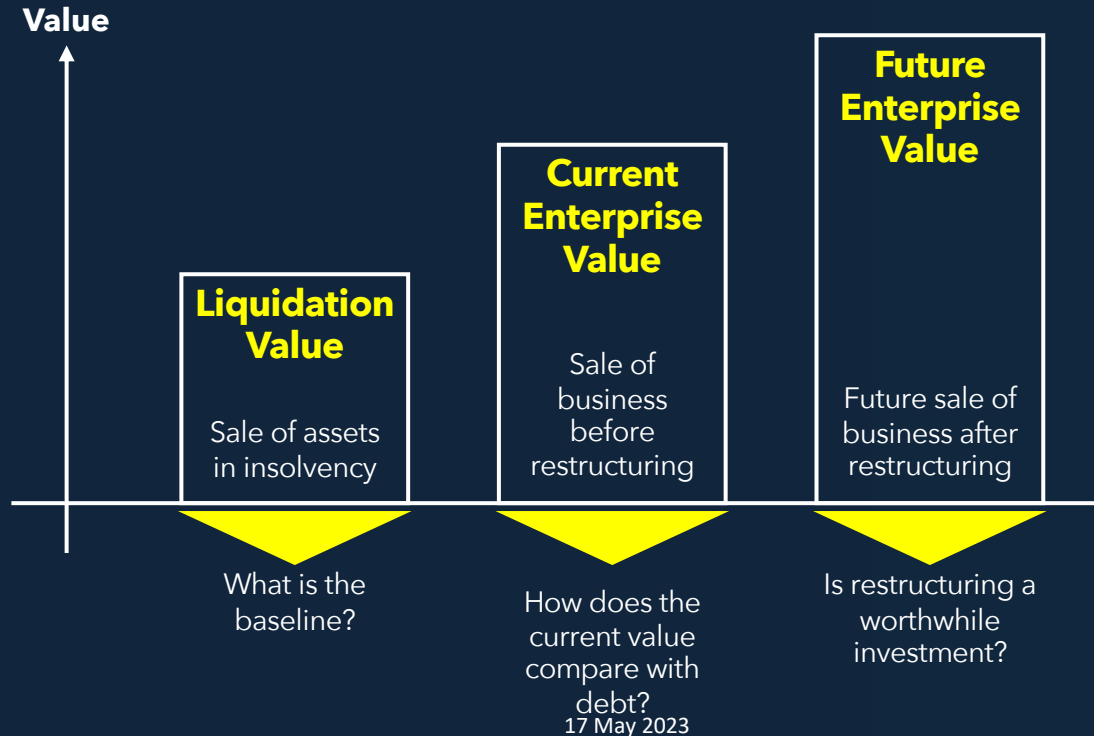 Value
Liquidation
Value
Sale of assets
in insolvency
What is the
baseline?
Current
Enterprise
Value
Sale of
business
before
restructuring
How does the
current value
compare with
debt?
Future
Enterprise
Value
Future sale of
business after
restructuring
Is restructuring a
worthwhile
investment?
17 May 2023